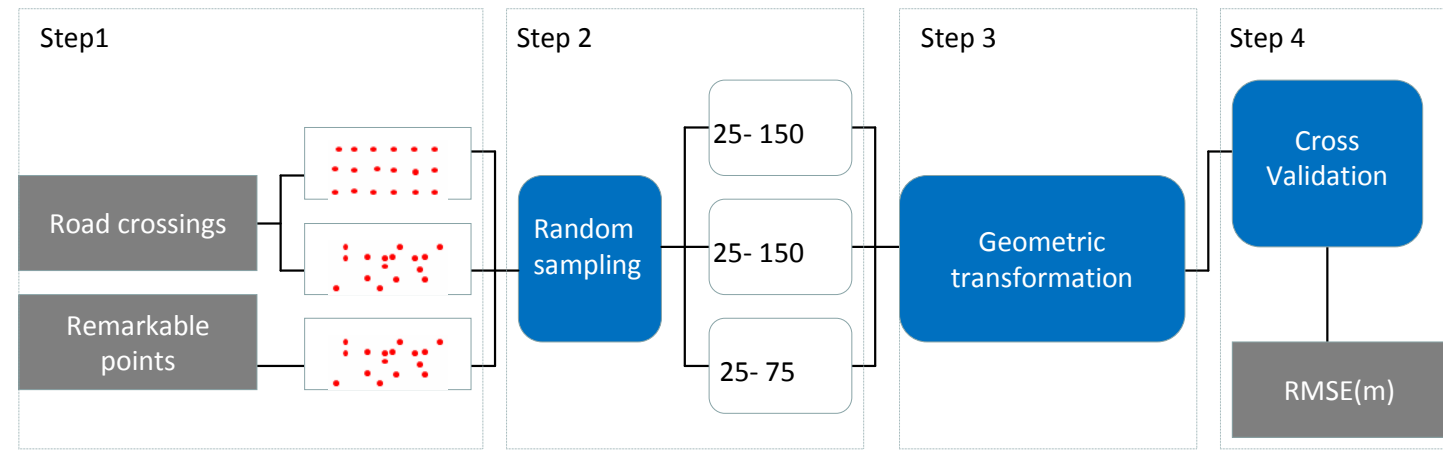 Step1
Road crossings
Remarkable
points
Step 2
Random
sampling
25- 150
25- 150
25- 75
Step 3
Geometric
transformation
Step 4
Cross
Validation
RMSE(m)